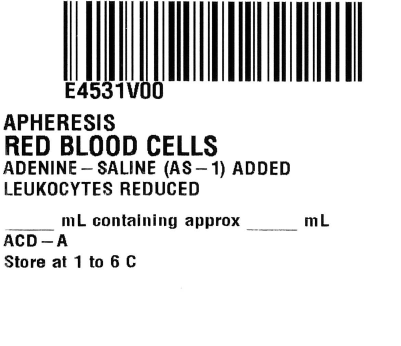 E4531V00
APHERESIS
RED BLOOD CELLS
ADENINE – SALINE (AS – 1) ADDED
LEUKOCYTES REDUCED
_____ mL containing approx _____ mL
ACD – A
Store at 1 to 6 C